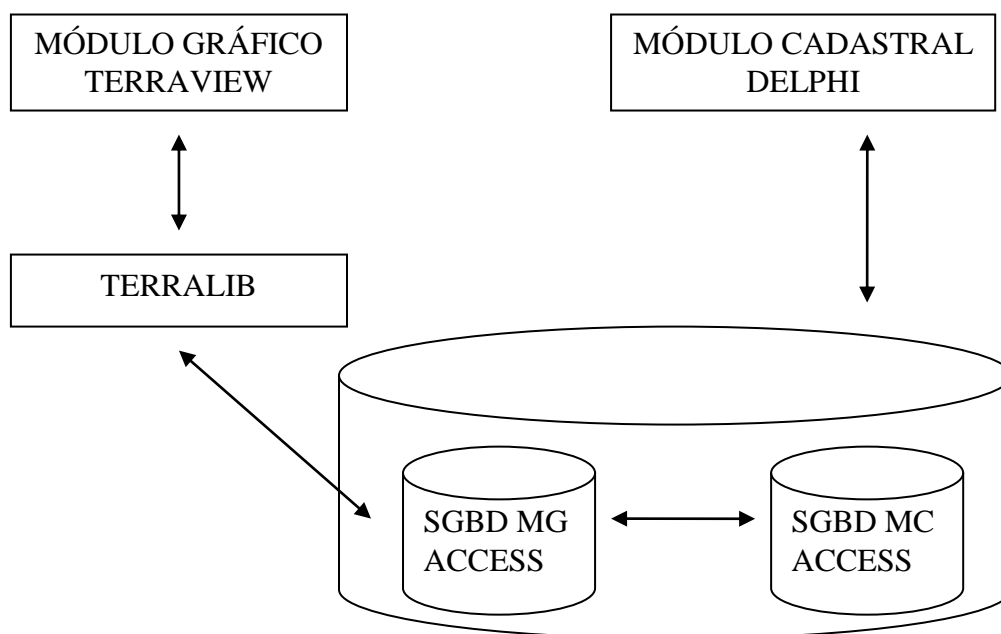 MÓDULO GRÁFICO
TERRAVIEW
MÓDULO CADASTRAL
DELPHI
TERRALIB
SGBD MG
ACCESS
SGBD MC
ACCESS